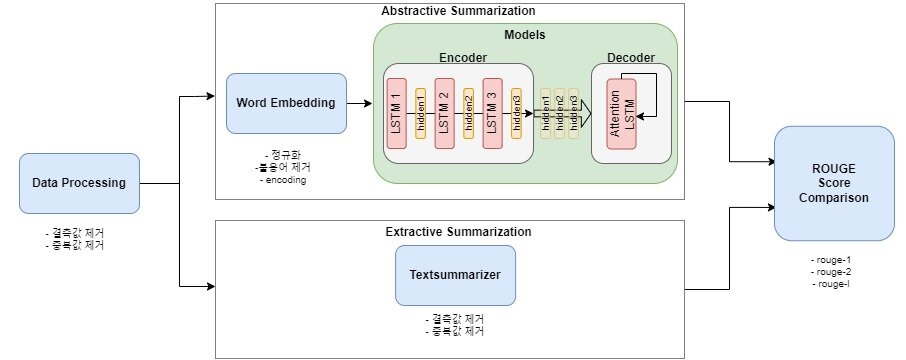 Abstractive Summarization
Models
Encoder
Decoder
Word Embedding
LSTM 1
hidden1
LSTM 2
hidden2
LSTM 3
hidden3
hidden1
hidden2
hidden3
Attention
LSTM
- 정규화
-불용어 제거
- encoding
Data Processing
- 결측값 제거
- 중복값 제거
Extractive Summarization
Textsummarizer
- 결측값 제거
- 중복값 제거
ROUGE
Score
Comparison
- rouge-1
- rouge-2
- rouge-l